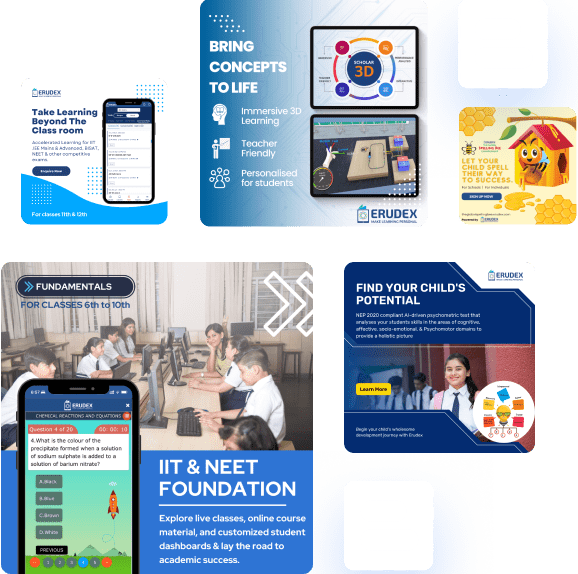 ERUDEX
Take Learning
Beyond The
Class room
Accelerated Learning for IIT
JEE Mains & Advanced, BITSAT,
NEET & other competitive
exams.
Enquire Now
For classes 11th & 12th
BRING
CONCEPTS
TO LIFE
Immersive 3D
Learning
Teacher
Friendly
Personalised
for students
SCHOLAR
3D
ERUDEX
MAKE LEARNING PERSONAL
LET YOUR
CHILD SPELL
THEIR WAY
TO SUCCESS.
For Schools | For Individuals
SIGN UP NOW
ERUDEX
FUNDAMENTALS
FOR CLASSES 6th to 10th
8:57
ERUDEX
CHEMICAL REACTIONS AND EQUATIONS
Question 4 of 20
00: 00: 10
4.What is the colour of the
precipitate formed when a solution
of sodium sulphate is added to a
solution of barium nitrate?
A.Black
B.Blue
C.Brown
D.White
PREVIOUS
IIT & NEET
FOUNDATION
Explore live classes, online course
material, and customized student
dashboards & lay the road to
academic success.
ERUDEX
FIND YOUR CHILD'S
POTENTIAL
NEP 2020 compliant AI-driven psychometric test that
analyses your students skills in the areas of cognitive,
affective, socio-emotional, & Psychomotor domains to
provide a holistic picture
Learn More
Begin your child's wholesome
development journey with Erudex